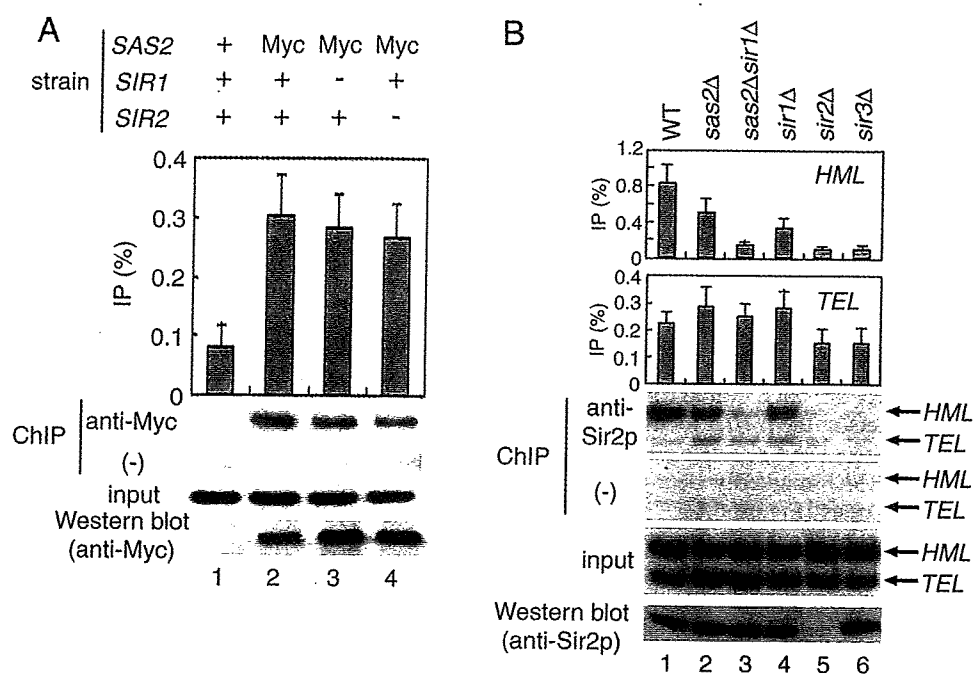 A
strain
SAS2 + Myc Myc Myc
SIR1 + + - +
SIR2 + + + -
IP (%)
0.4
0.3
0.2
0.1
0
ChIP
anti-Myc
(-)
input
Western blot
(anti-Myc)
1 2 3 4
B
WT
sas2Δ
sas2Δsir1Δ
sir1Δ
sir2Δ
sir3Δ
HML
IP (%)
1.2
0.8
0.4
0
TEL
IP (%)
0.4
0.3
0.2
0.1
0
ChIP
anti-
Sir2p
HML
TEL
(-)
HML
TEL
input
HML
TEL
Western blot
(anti-Sir2p)
1 2 3 4 5 6